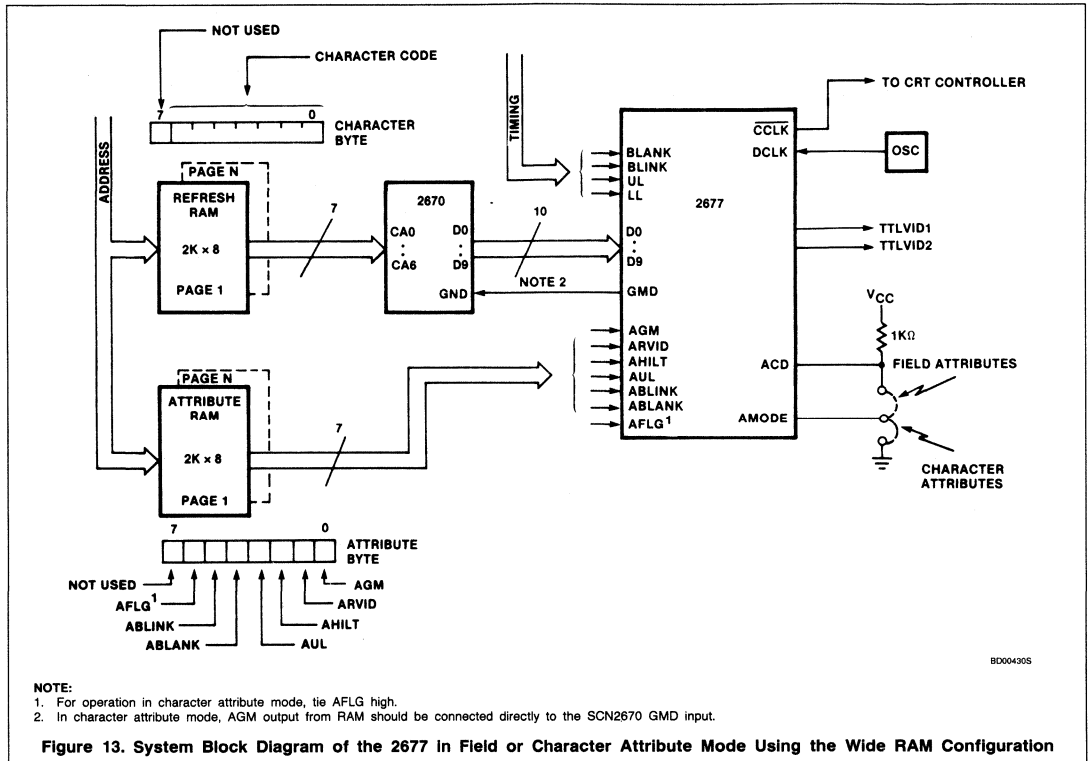 NOT USED
CHARACTER CODE
7 0
CHARACTER
BYTE
ADDRESS
PAGE N
REFRESH
RAM
2K × 8
PAGE 1
7
2670
CA0 D0
: :
CA6 D9
GND
10
NOTE 2
TIMING
BLANK
BLINK
UL
LL
D0
:
D9
GMD
AGM
ARVID
AHILT
AUL
ABLINK
ABLANK
AFLG1
2677
CCLK
DCLK
ACD
AMODE
TO CRT CONTROLLER
OSC
TTLVID1
TTLVID2
VCC
1KΩ
FIELD ATTRIBUTES
CHARACTER
ATTRIBUTES
PAGE N
ATTRIBUTE
RAM
2K × 8
PAGE 1
7
7 0
ATTRIBUTE
BYTE
NOT USED
AFLG1
ABLINK
ABLANK
AGM
ARVID
AHILT
AUL
BD00430S
NOTE:
1. For operation in character attribute mode, tie AFLG high.
2. In character attribute mode, AGM output from RAM should be connected directly to the SCN2670 GMD input.
Figure 13. System Block Diagram of the 2677 in Field or Character Attribute Mode Using the Wide RAM Configuration